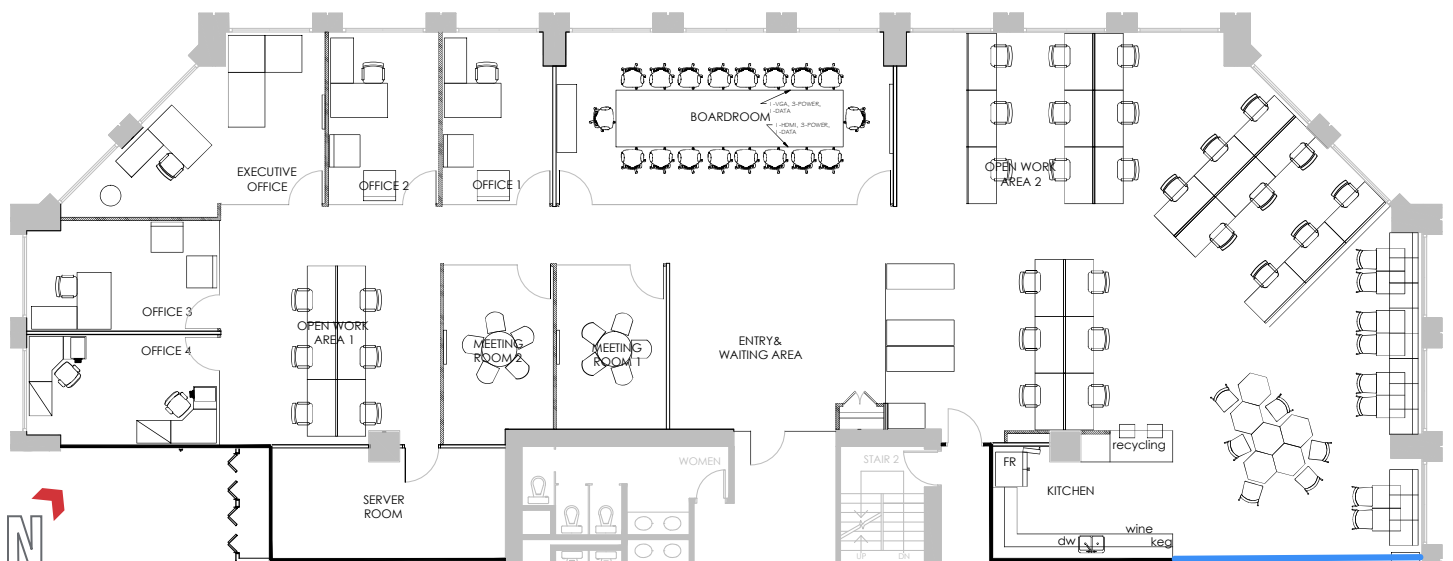 1-VGA, 3-POWER,
1-DATA
BOARDROOM
1-HDMI, 3-POWER,
1-DATA
EXECUTIVE
OFFICE
OFFICE 2
OFFICE 1
OPEN WORK
AREA 2
OFFICE 3
OPEN WORK
AREA 1
OFFICE 4
MEETING
ROOM 2
MEETING
ROOM 1
ENTRY&
WAITING AREA
recycling
WOMEN
STAIR 2
FR
KITCHEN
SERVER
ROOM
wine
dw
keg
UP
DN
N